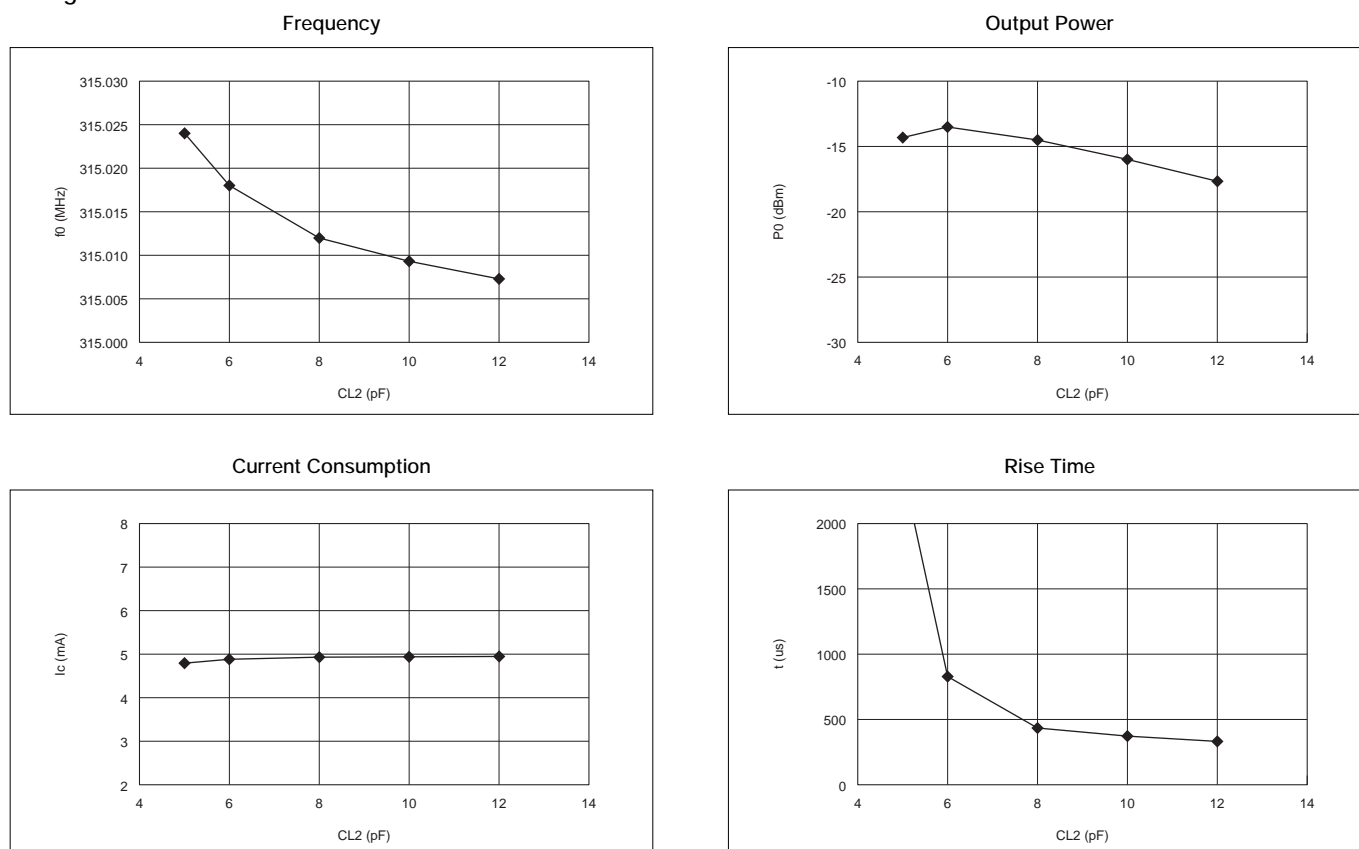 Frequency
315.030
315.025
315.020
315.015
315.010
315.005
315.000
f0 (MHz)
4 6 8 10 12 14
CL2 (pF)
Output Power
-10
-15
-20
-25
-30
P0 (dBm)
4 6 8 10 12 14
CL2 (pF)
Current Consumption
8
7
6
5
4
3
2
Ic (mA)
4 6 8 10 12 14
CL2 (pF)
Rise Time
2000
1500
1000
500
0
t (us)
4 6 8 10 12 14
CL2 (pF)